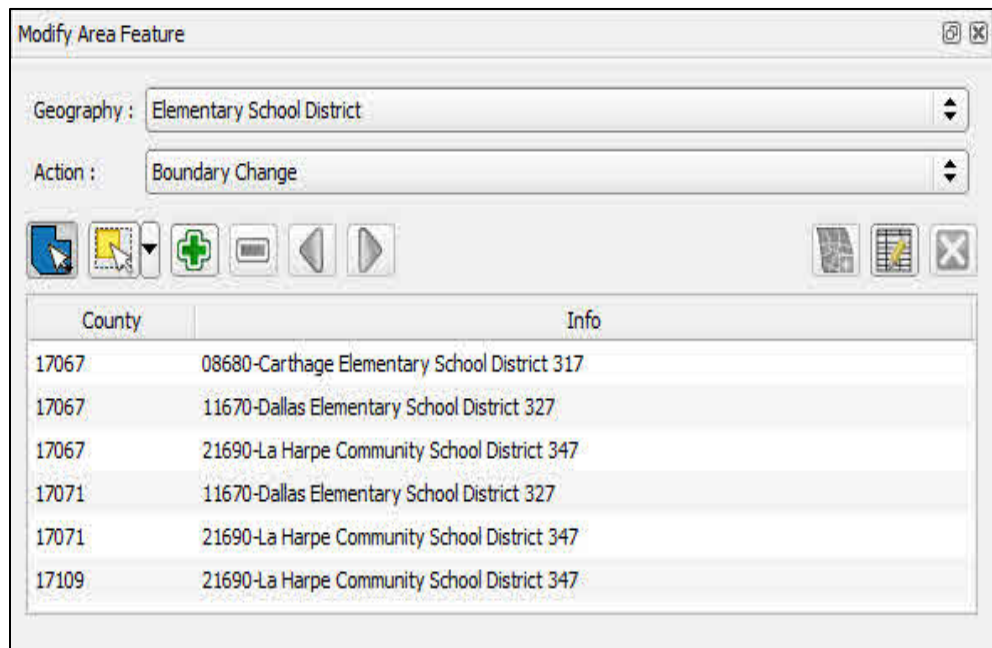 Modify Area Feature
Geography : Elementary School District
Action : Boundary Change
County Info
17067 08680-Carthage Elementary School District 317
17067 11670-Dallas Elementary School District 327
17067 21690-La Harpe Community School District 347
17071 11670-Dallas Elementary School District 327
17071 21690-La Harpe Community School District 347
17109 21690-La Harpe Community School District 347